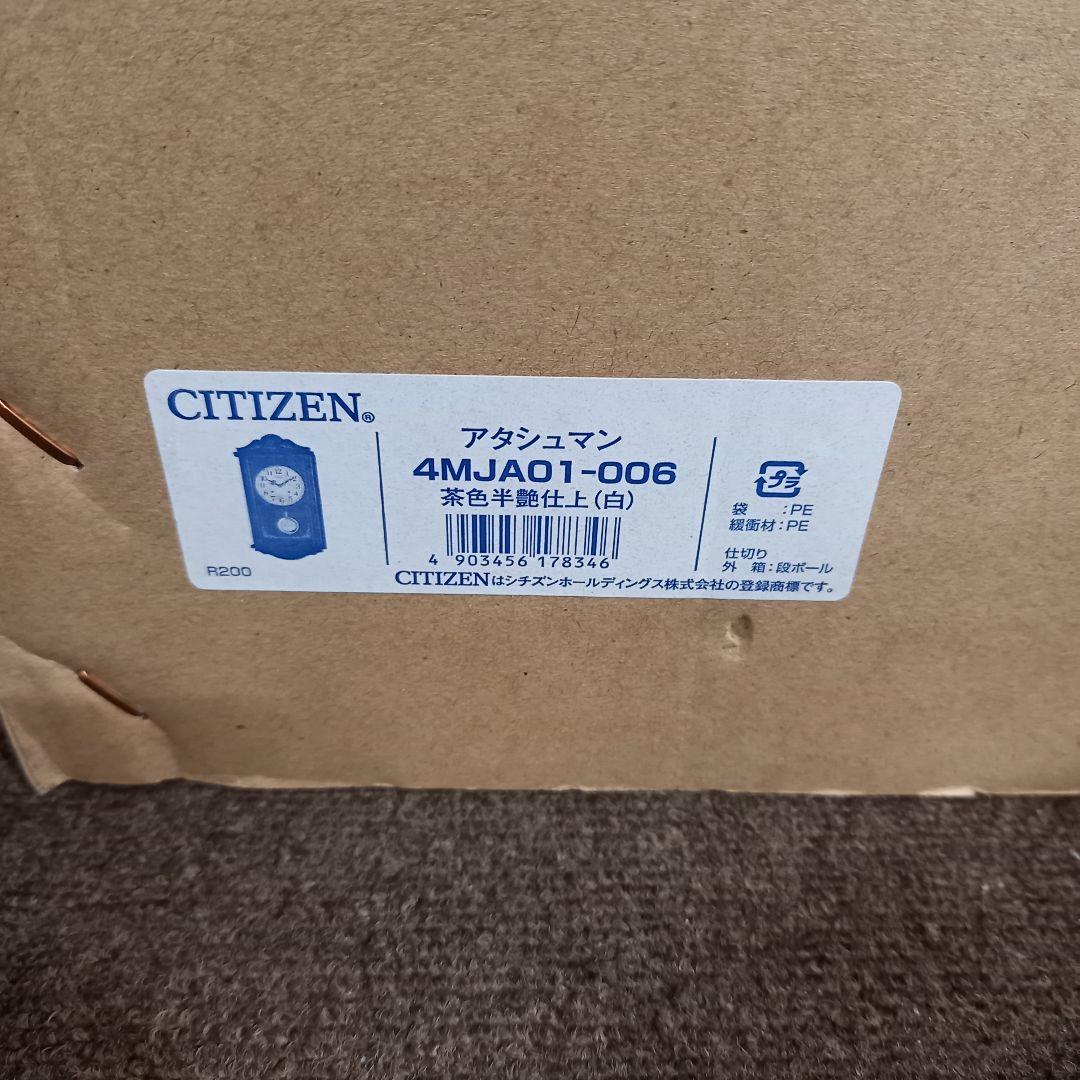 CITIZEN®
アタシュマン
4MJA01-006
茶色半艶仕上(白)
4 903456 178346
R200
プラ
袋 :PE
緩衝材:PE
仕切り
外 箱:段ボール
CITIZENはシチズンホールディングス株式会社の登録商標です。